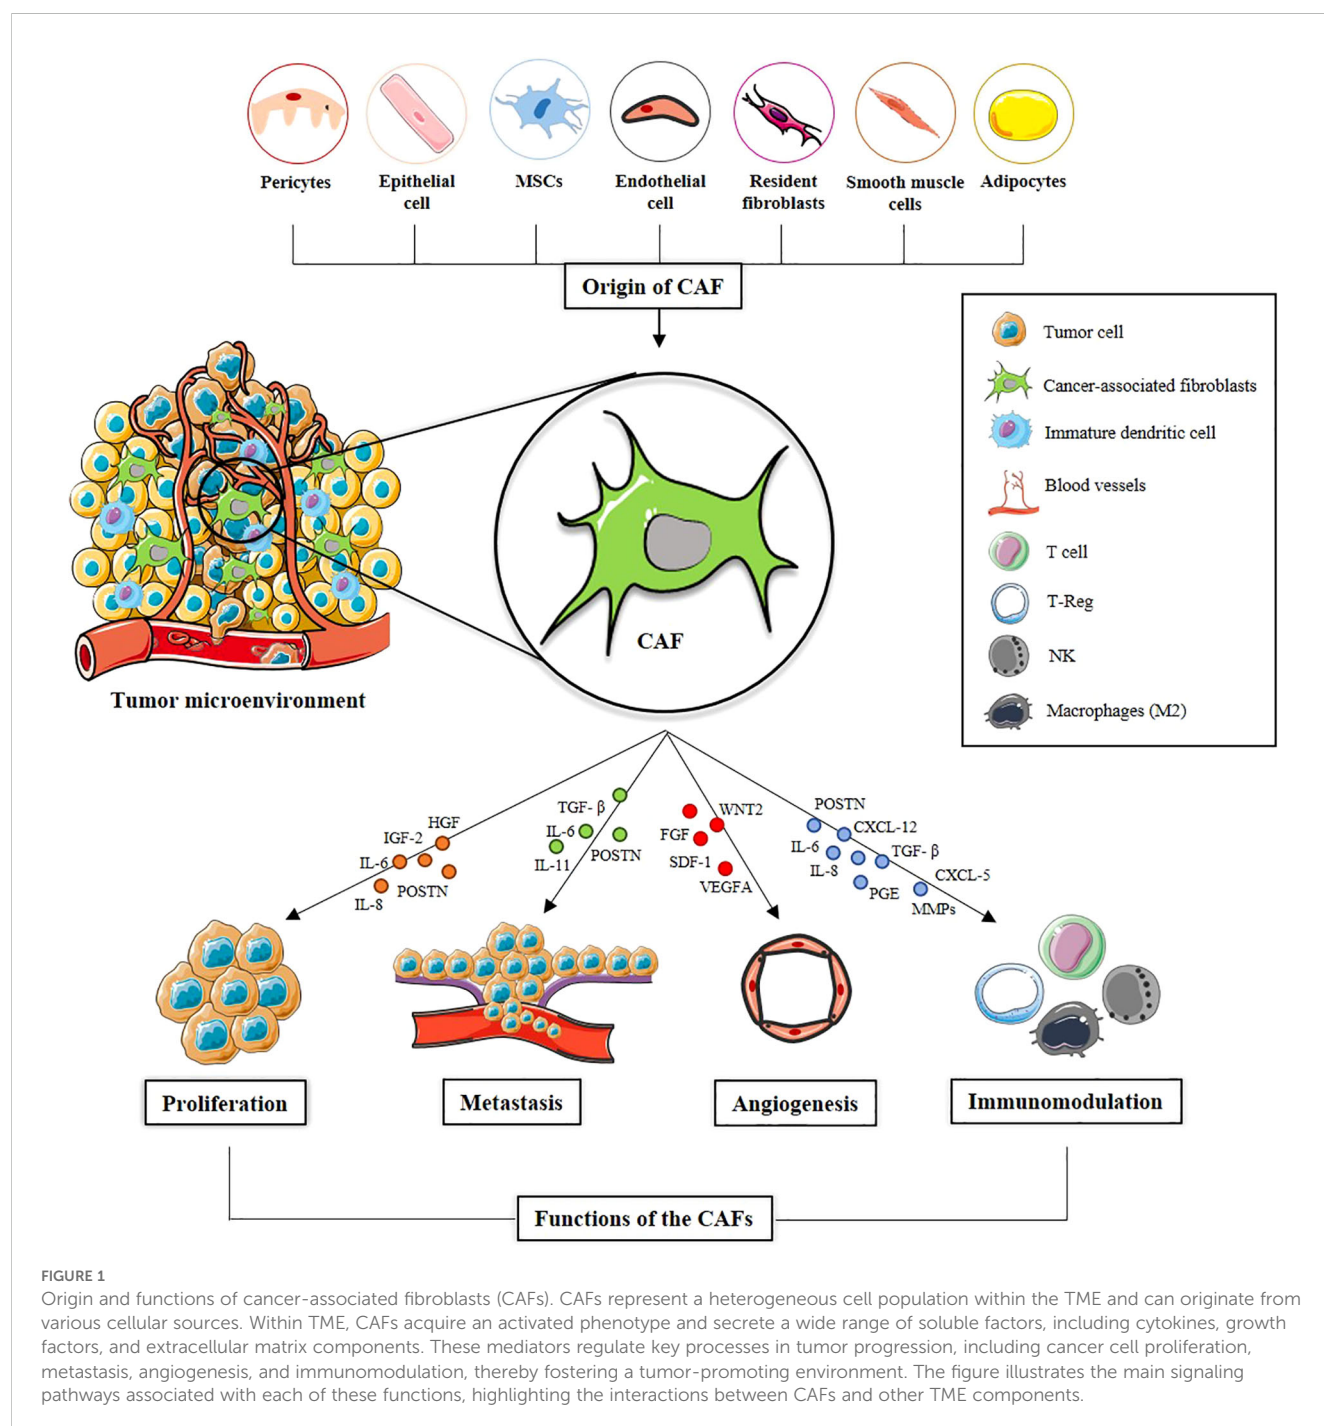 Pericytes
Epithelial
cell
MSCs
Endothelial
cell
Resident
fibroblasts
Smooth muscle
cells
Adipocytes
Origin of CAF
Tumor cell
Cancer-associated fibroblasts
Immature dendritic cell
Blood vessels
T cell
T-Reg
NK
Macrophages (M2)
CAF
Tumor microenvironment
HGF
IGF-2
IL-6
POSTN
IL-8
TGF- β
IL-6
IL-11
POSTN
WNT2
FGF
SDF-1
VEGFA
POSTN
CXCL-12
IL-6
TGF- β
IL-8
CXCL-5
PGE
MMPs
Proliferation
Metastasis
Angiogenesis
Immunomodulation
Functions of the CAFs
FIGURE 1
Origin and functions of cancer-associated fibroblasts (CAFs). CAFs represent a heterogeneous cell population within the TME and can originate from
various cellular sources. Within TME, CAFs acquire an activated phenotype and secrete a wide range of soluble factors, including cytokines, growth
factors, and extracellular matrix components. These mediators regulate key processes in tumor progression, including cancer cell proliferation,
metastasis, angiogenesis, and immunomodulation, thereby fostering a tumor-promoting environment. The figure illustrates the main signaling
pathways associated with each of these functions, highlighting the interactions between CAFs and other TME components.